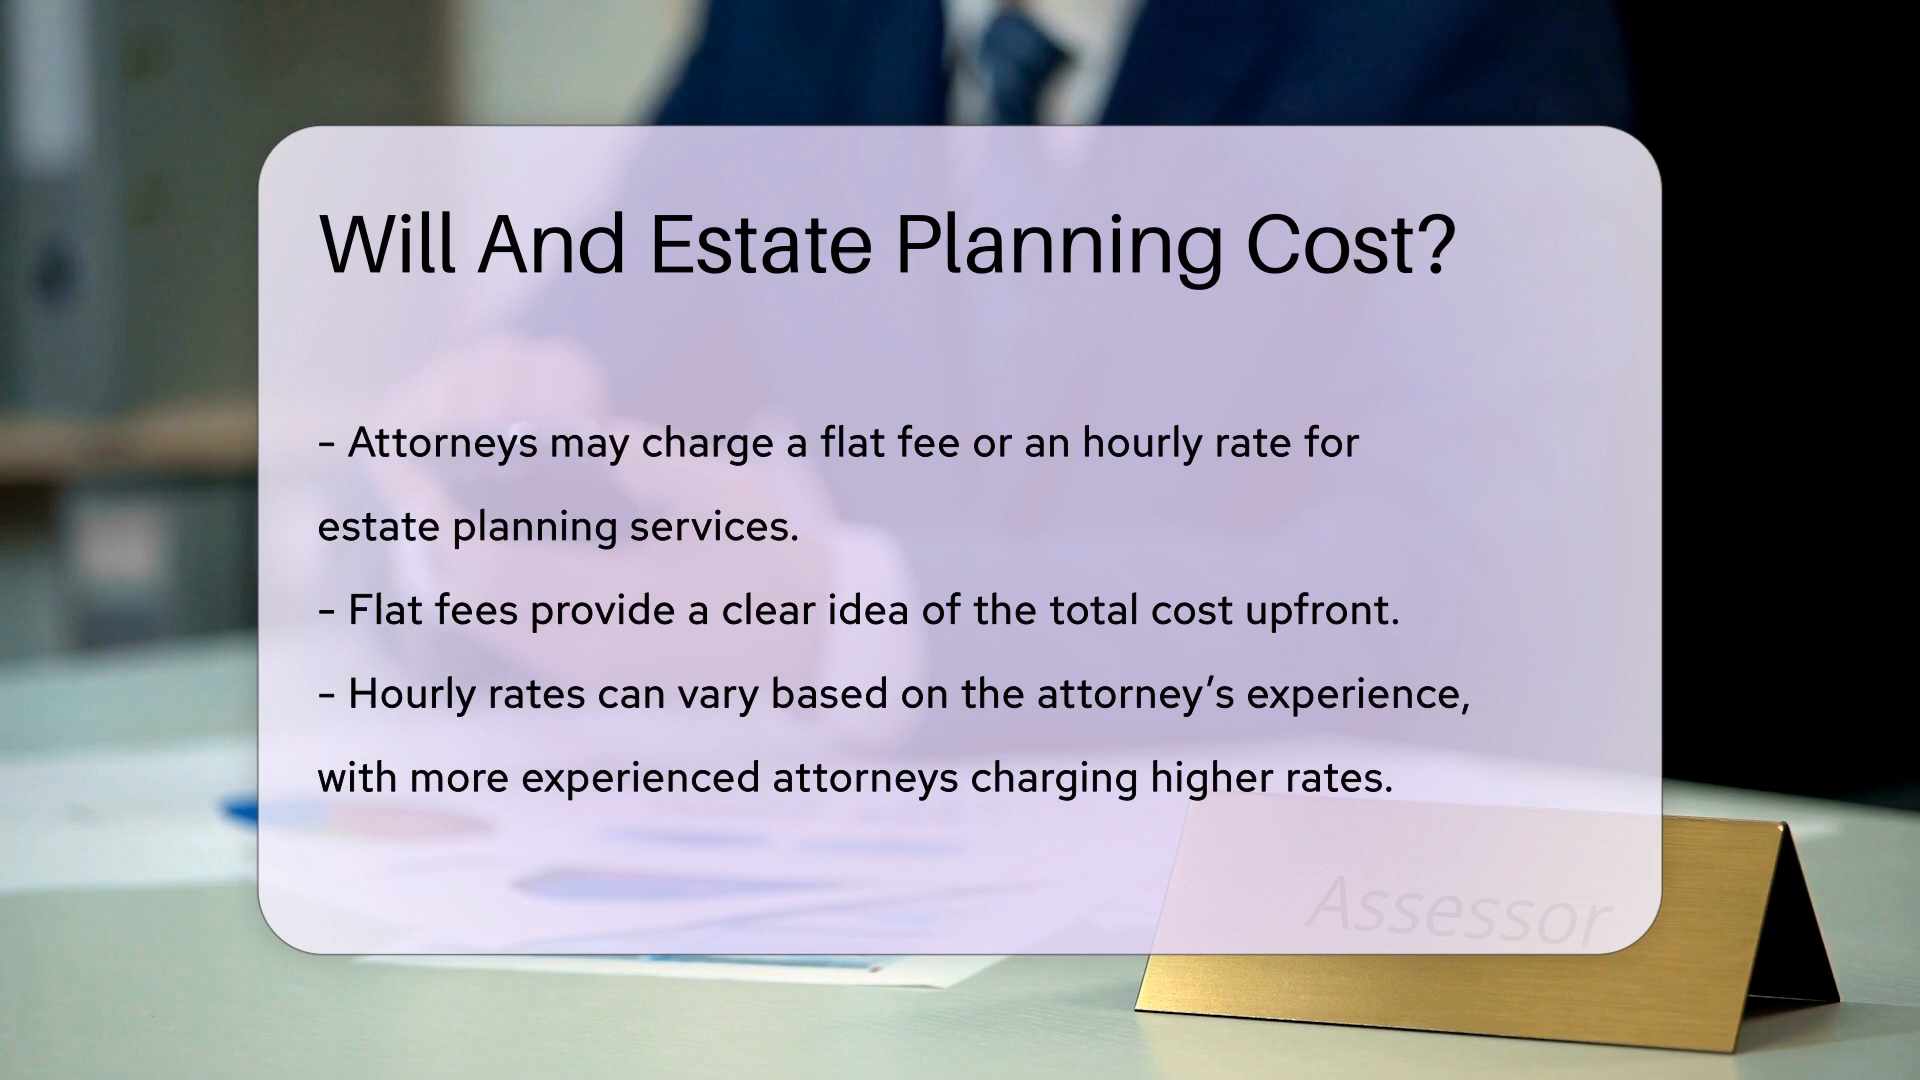 Will And Estate Planning Cost?
– Attorneys may charge a flat fee or an hourly rate for
estate planning services.
– Flat fees provide a clear idea of the total cost upfront.
– Hourly rates can vary based on the attorney’s experience,
with more experienced attorneys charging higher rates.
Assessor